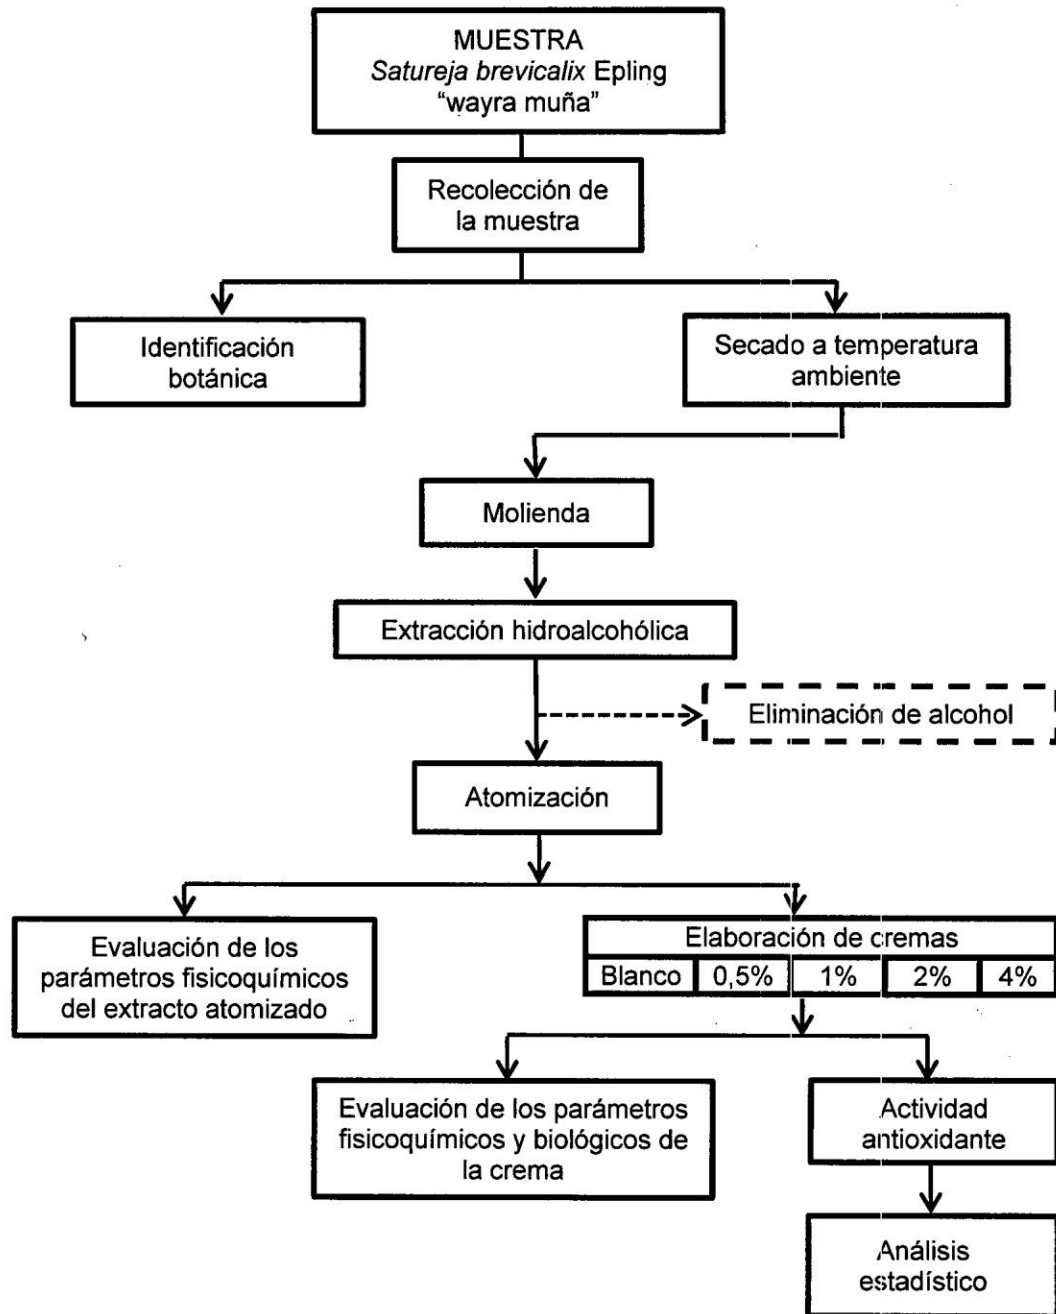 MUESTRA
Satureja brevicalix Epling
“wayra muña”
Recolección de
la muestra
Identificación
botánica
Secado a temperatura
ambiente
Molienda
Extracción hidroalcohólica
Eliminación de alcohol
Atomización
Evaluación de los
parámetros fisicoquímicos
del extracto atomizado
Elaboración de cremas
Blanco 0,5% 1% 2% 4%
Evaluación de los parámetros
fisicoquímicos y biológicos de
la crema
Actividad
antioxidante
Análisis
estadístico